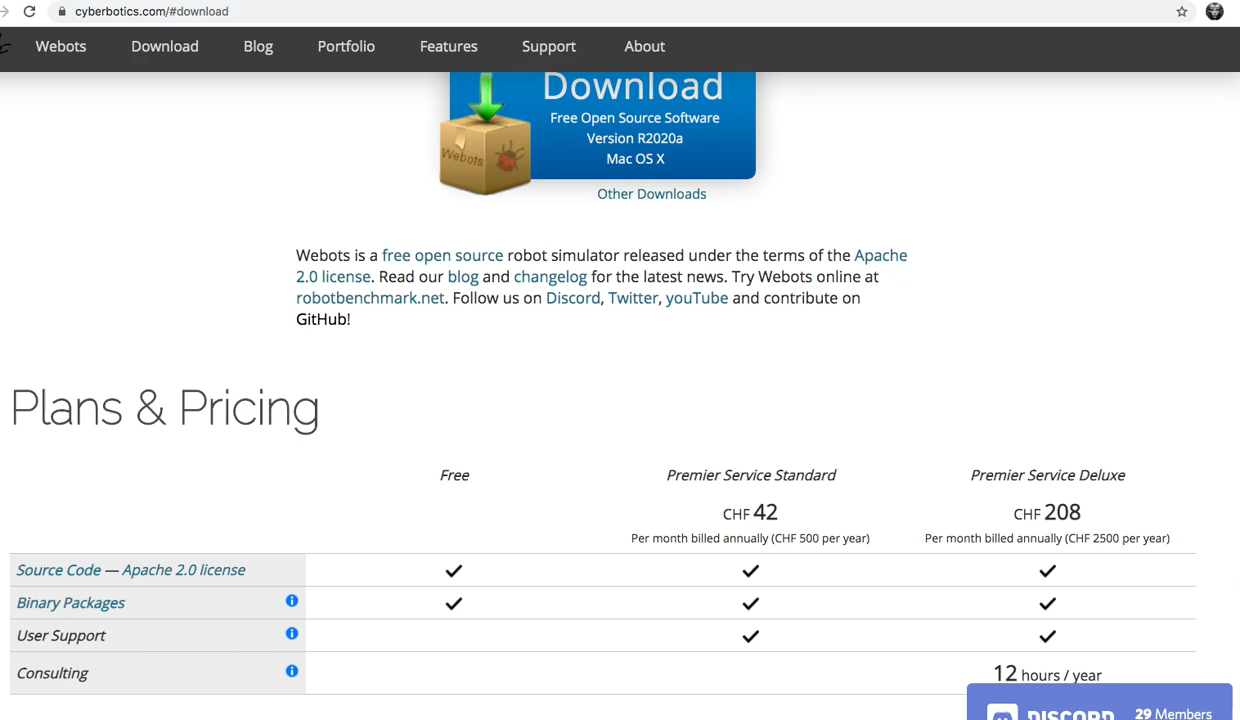 cyberbotics.com/#download
Webots Download Blog Portfolio Features Support About
Download
Free Open Source Software
Version R2020a
Mac OS X
Webots
Other Downloads
Webots is a free open source robot simulator released under the terms of the Apache
2.0 license. Read our blog and changelog for the latest news. Try Webots online at
robotbenchmark.net. Follow us on Discord, Twitter, youTube and contribute on
GitHub!
Plans & Pricing
Free Premier Service Standard Premier Service Deluxe
CHF 42 CHF 208
Per month billed annually (CHF 500 per year) Per month billed annually (CHF 2500 per year)
Source Code — Apache 2.0 license
Binary Packages
User Support
Consulting 12 hours / year
DISCORD 29 Members